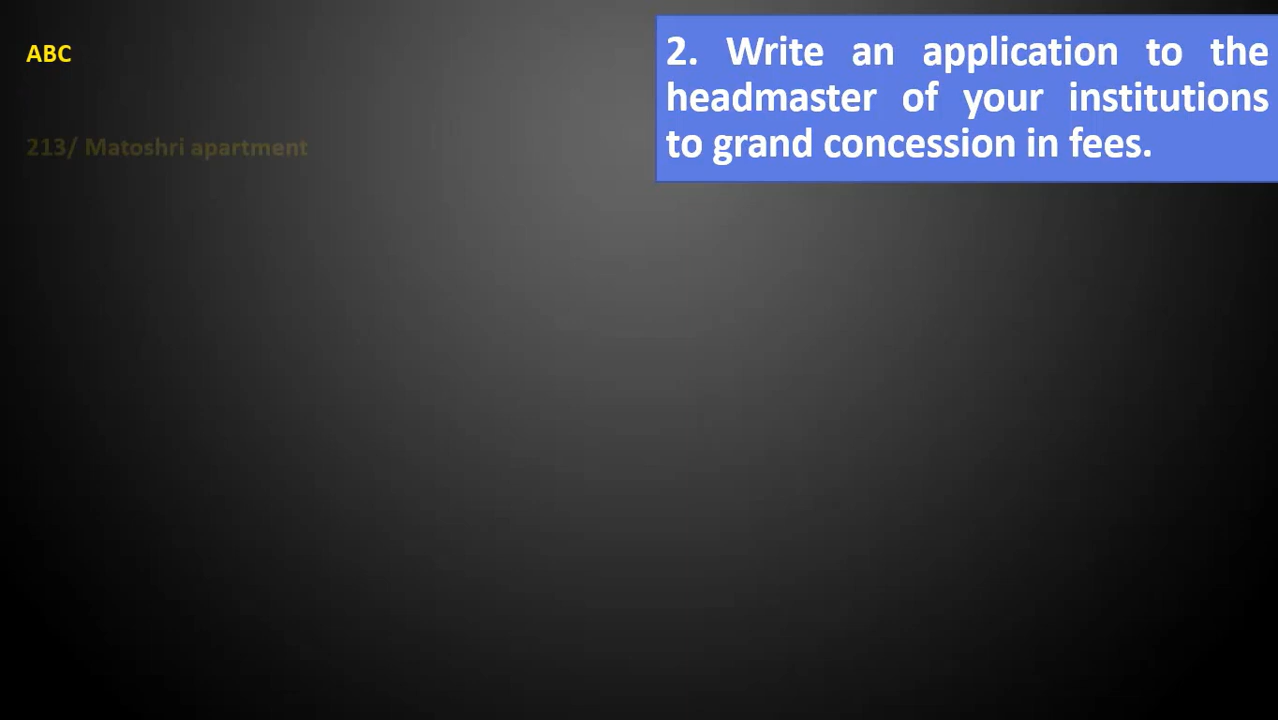 ABC
213/ Matoshri apartment
2. Write an application to the
headmaster of your institutions
to grand concession in fees.